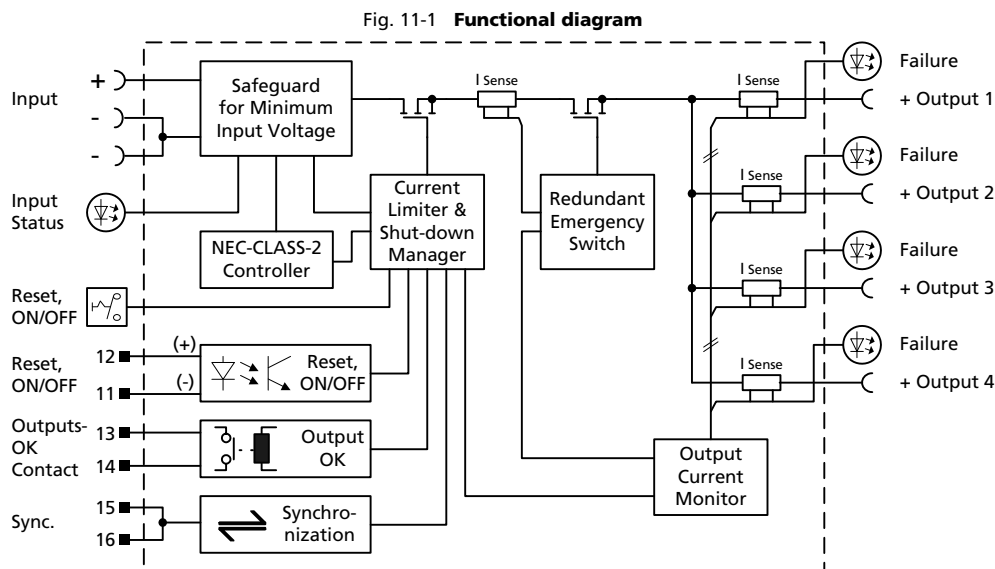 Fig. 11-1 Functional diagram
Input
+
-
-
Safeguard
for Minimum
Input Voltage
I Sense
I Sense
Failure
+ Output 1
I Sense
Failure
+ Output 2
I Sense
Failure
+ Output 3
I Sense
Failure
+ Output 4
Input
Status
NEC-CLASS-2
Controller
Current
Limiter &
Shut-down
Manager
Redundant
Emergency
Switch
Reset,
ON/OFF
Reset,
ON/OFF
12
(+)
11
(-)
Reset,
ON/OFF
Outputs-
OK
Contact
13
14
Output
OK
Output
Current
Monitor
Sync.
15
16
Synchro-
nization